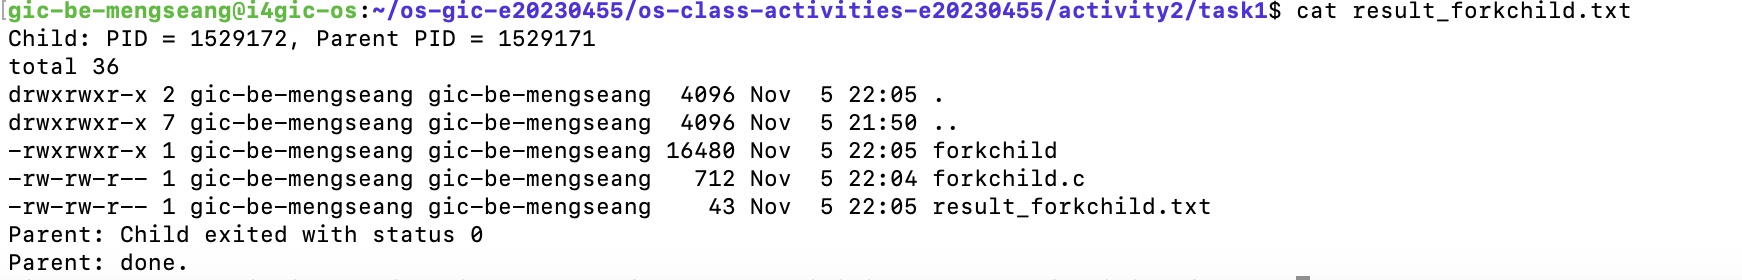 [gic-be-mengseang@i4gic-os:~/os-gic-e20230455/os-class-activities-e20230455/activity2/task1$ cat result_forkchild.txt
Child: PID = 1529172, Parent PID = 1529171
total 36
drwxrwxr-x 2 gic-be-mengseang gic-be-mengseang  4096 Nov  5 22:05 .
drwxrwxr-x 7 gic-be-mengseang gic-be-mengseang  4096 Nov  5 21:50 ..
-rwxrwxr-x 1 gic-be-mengseang gic-be-mengseang 16480 Nov  5 22:05 forkchild
-rw-rw-r-- 1 gic-be-mengseang gic-be-mengseang   712 Nov  5 22:04 forkchild.c
-rw-rw-r-- 1 gic-be-mengseang gic-be-mengseang    43 Nov  5 22:05 result_forkchild.txt
Parent: Child exited with status 0
Parent: done.